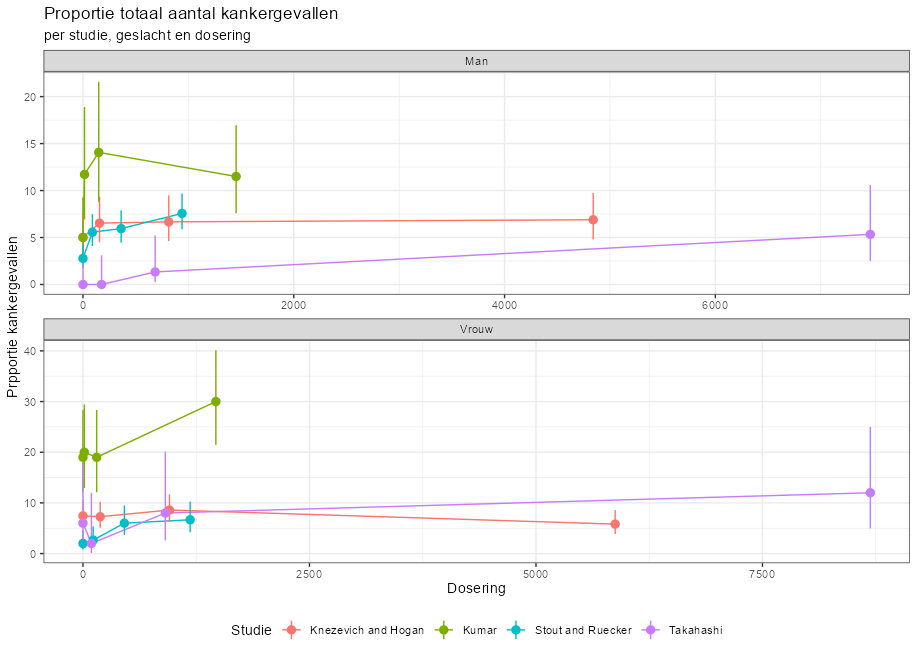 Proportie totaal aantal kankergevallen
per studie, geslacht en dosering
Man
20
15
10
5
0
0 2000 4000 6000
Prpportie kankergevallen
Vrouw
40
30
20
10
0
0 2500 5000 7500
Dosering
Studie Knezevich and Hogan Kumar Stout and Ruecker Takahashi